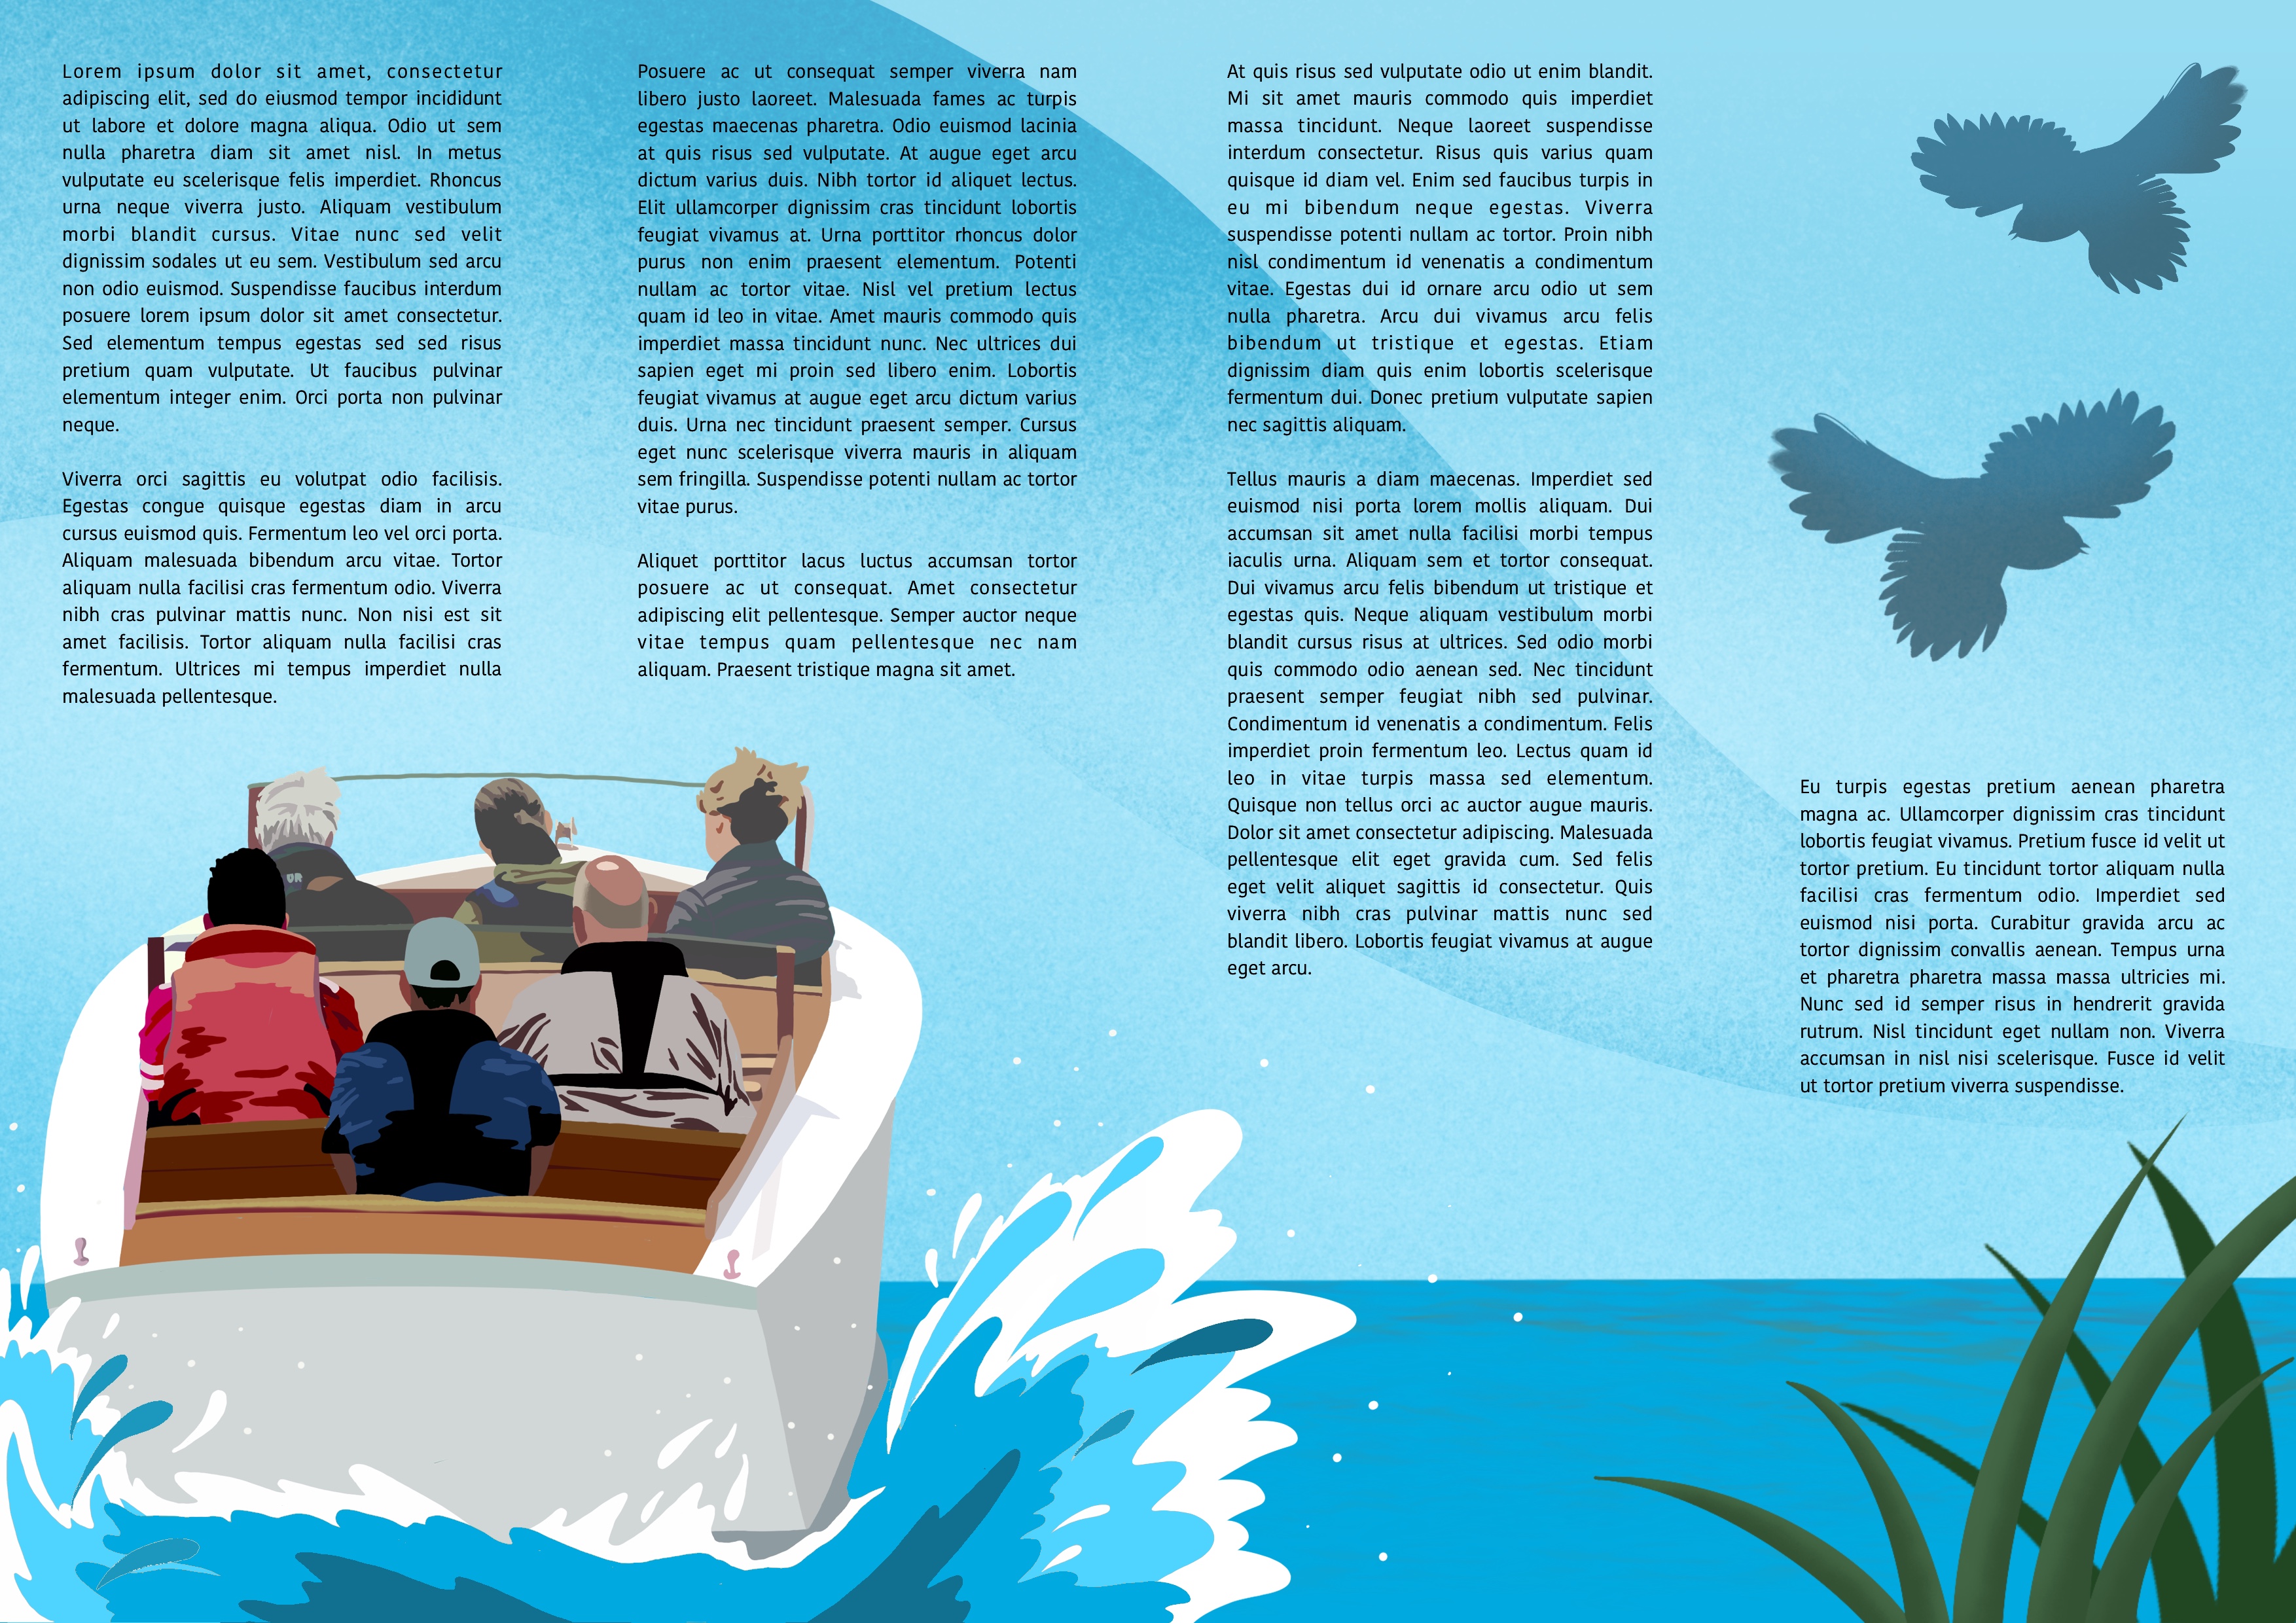 Lorem ipsum dolor sit amet, consectetur
adipiscing elit, sed do eiusmod tempor incididunt
ut labore et dolore magna aliqua. Odio ut sem
nulla pharetra diam sit amet nisl. In metus
vulputate eu scelerisque felis imperdiet. Rhoncus
urna neque viverra justo. Aliquam vestibulum
morbi blandit cursus. Vitae nunc sed velit
dignissim sodales ut eu sem. Vestibulum sed arcu
non odio euismod. Suspendisse faucibus interdum
posuere lorem ipsum dolor sit amet consectetur.
Sed elementum tempus egestas sed sed risus
pretium quam vulputate. Ut faucibus pulvinar
elementum integer enim. Orci porta non pulvinar
neque.
Viverra orci sagittis eu volutpat odio facilisis.
Egestas congue quisque egestas diam in arcu
cursus euismod quis. Fermentum leo vel orci porta.
Aliquam malesuada bibendum arcu vitae. Tortor
aliquam nulla facilisi cras fermentum odio. Viverra
nibh cras pulvinar mattis nunc. Non nisi est sit
amet facilisis. Tortor aliquam nulla facilisi cras
fermentum. Ultrices mi tempus imperdiet nulla
malesuada pellentesque.
Posuere ac ut consequat semper viverra nam
libero justo laoreet. Malesuada fames ac turpis
egestas maecenas pharetra. Odio euismod lacinia
at quis risus sed vulputate. At augue eget arcu
dictum varius duis. Nibh tortor id aliquet lectus.
Elit ullamcorper dignissim cras tincidunt lobortis
feugiat vivamus at. Urna porttitor rhoncus dolor
purus non enim praesent elementum. Potenti
nullam ac tortor vitae. Nisl vel pretium lectus
quam id leo in vitae. Amet mauris commodo quis
imperdiet massa tincidunt nunc. Nec ultrices dui
sapien eget mi proin sed libero enim. Lobortis
feugiat vivamus at augue eget arcu dictum varius
duis. Urna nec tincidunt praesent semper. Cursus
eget nunc scelerisque viverra mauris in aliquam
sem fringilla. Suspendisse potenti nullam ac tortor
vitae purus.
Aliquet porttitor lacus luctus accumsan tortor
posuere ac ut consequat. Amet consectetur
adipiscing elit pellentesque. Semper auctor neque
vitae tempus quam pellentesque nec nam
aliquam. Praesent tristique magna sit amet.
At quis risus sed vulputate odio ut enim blandit.
Mi sit amet mauris commodo quis imperdiet
massa tincidunt. Neque laoreet suspendisse
interdum consectetur. Risus quis varius quam
quisque id diam vel. Enim sed faucibus turpis in
eu mi bibendum neque egestas. Viverra
suspendisse potenti nullam ac tortor. Proin nibh
nisl condimentum id venenatis a condimentum
vitae. Egestas dui id ornare arcu odio ut sem
nulla pharetra. Arcu dui vivamus arcu felis
bibendum ut tristique et egestas. Etiam
dignissim diam quis enim lobortis scelerisque
fermentum dui. Donec pretium vulputate sapien
nec sagittis aliquam.
Tellus mauris a diam maecenas. Imperdiet sed
euismod nisi porta lorem mollis aliquam. Dui
accumsan sit amet nulla facilisi morbi tempus
iaculis urna. Aliquam sem et tortor consequat.
Dui vivamus arcu felis bibendum ut tristique et
egestas quis. Neque aliquam vestibulum morbi
blandit cursus risus at ultrices. Sed odio morbi
quis commodo odio aenean sed. Nec tincidunt
praesent semper feugiat nibh sed pulvinar.
Condimentum id venenatis a condimentum. Felis
imperdiet proin fermentum leo. Lectus quam id
leo in vitae turpis massa sed elementum.
Quisque non tellus orci ac auctor augue mauris.
Dolor sit amet consectetur adipiscing. Malesuada
pellentesque elit eget gravida cum. Sed felis
eget velit aliquet sagittis id consectetur. Quis
viverra nibh cras pulvinar mattis nunc sed
blandit libero. Lobortis feugiat vivamus at augue
eget arcu.
Eu turpis egestas pretium aenean pharetra
magna ac. Ullamcorper dignissim cras tincidunt
lobortis feugiat vivamus. Pretium fusce id velit ut
tortor pretium. Eu tincidunt tortor aliquam nulla
facilisi cras fermentum odio. Imperdiet sed
euismod nisi porta. Curabitur gravida arcu ac
tortor dignissim convallis aenean. Tempus urna
et pharetra pharetra massa massa ultricies mi.
Nunc sed id semper risus in hendrerit gravida
rutrum. Nisl tincidunt eget nullam non. Viverra
accumsan in nisl nisi scelerisque. Fusce id velit
ut tortor pretium viverra suspendisse.
UR